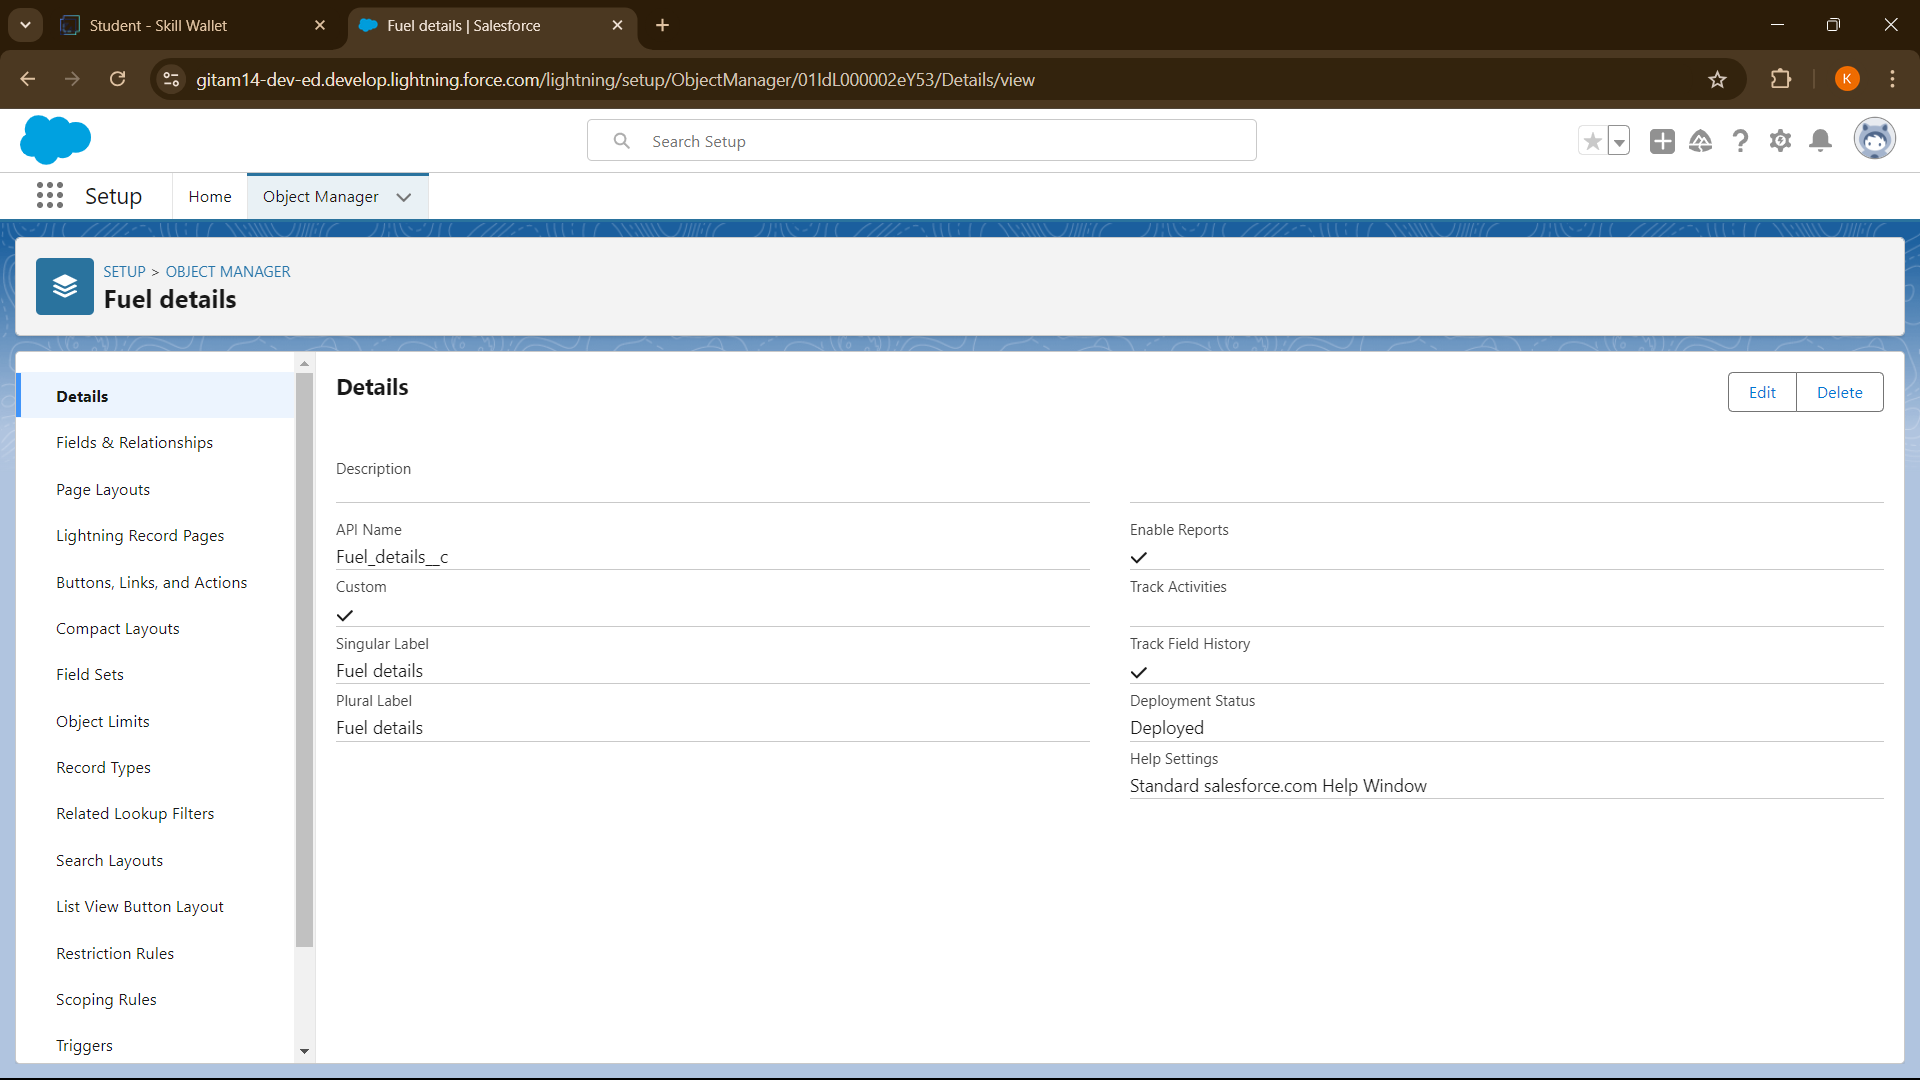 Student - Skill Wallet
Fuel details | Salesforce
gitam14-dev-ed.develop.lightning.force.com/lightning/setup/ObjectManager/01IdL000002eY53/Details/view
K
Search Setup
Setup
Home
Object Manager
SETUP > OBJECT MANAGER
Fuel details
Details
Fields & Relationships
Page Layouts
Lightning Record Pages
Buttons, Links, and Actions
Compact Layouts
Field Sets
Object Limits
Record Types
Related Lookup Filters
Search Layouts
List View Button Layout
Restriction Rules
Scoping Rules
Triggers
Details
Edit
Delete
Description
API Name
Fuel_details__c
Custom
Singular Label
Fuel details
Plural Label
Fuel details
Enable Reports
Track Activities
Track Field History
Deployment Status
Deployed
Help Settings
Standard salesforce.com Help Window